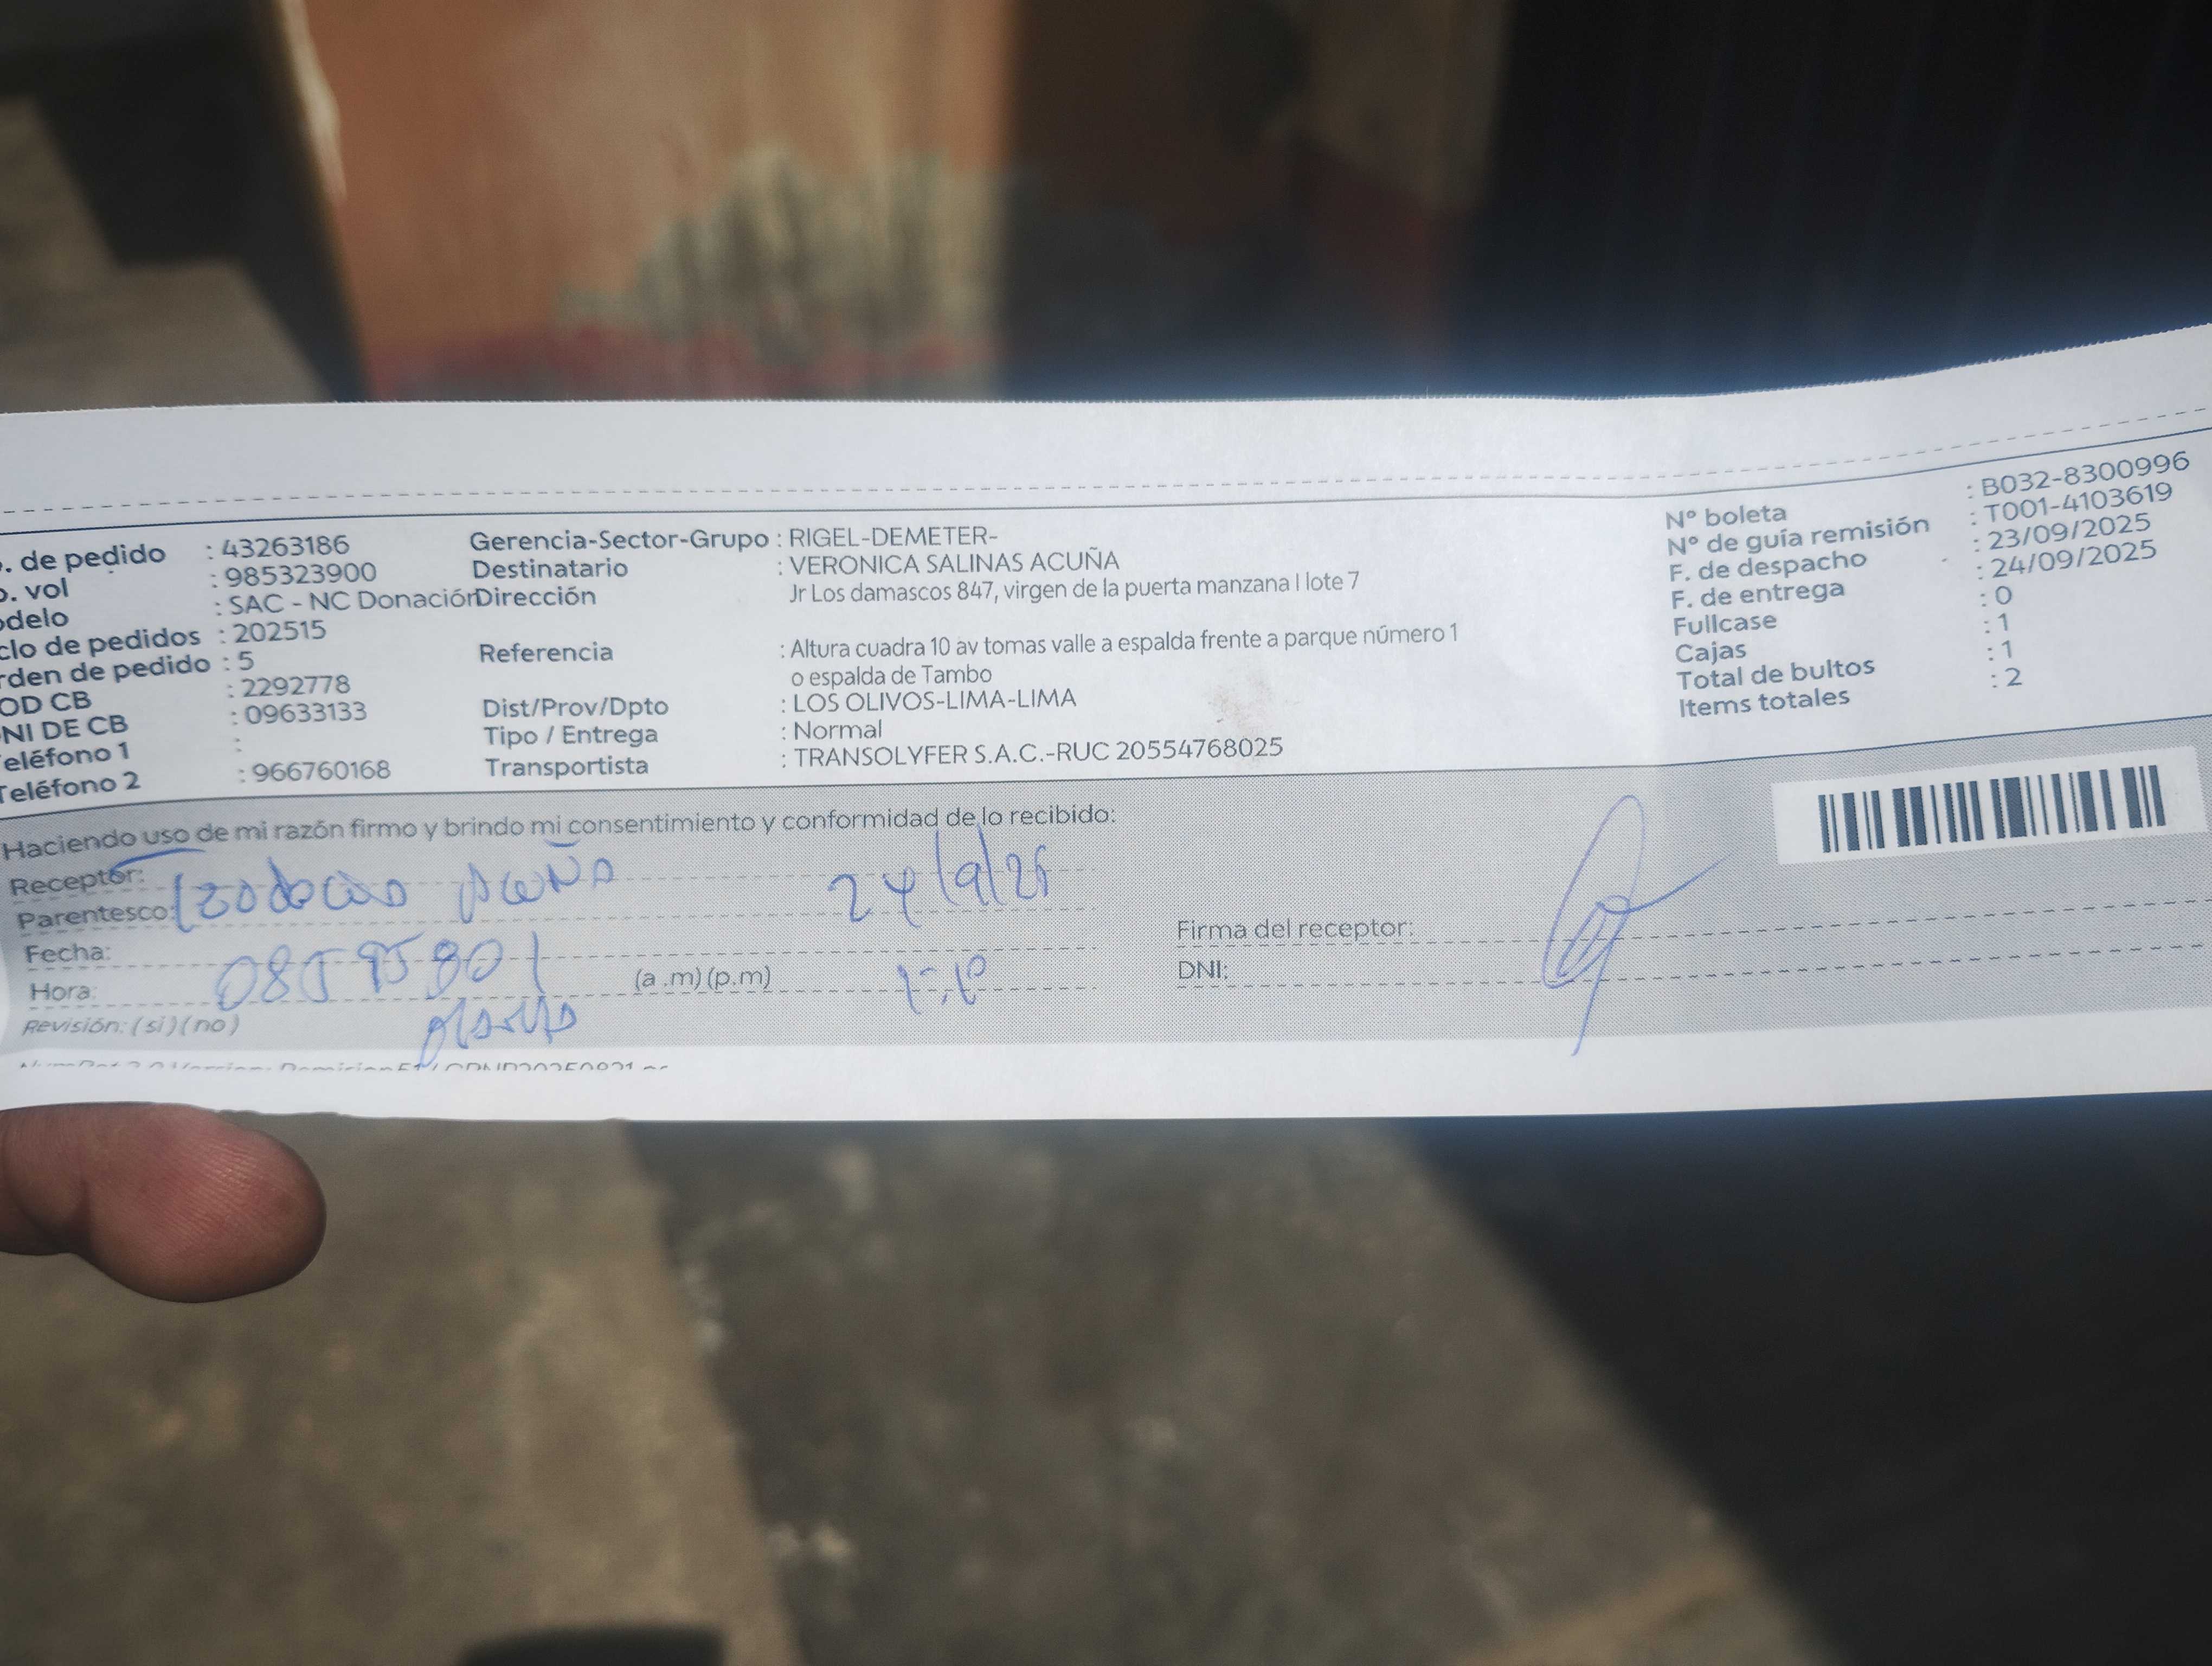 . de pedido : 43263186
. vol : 985323900
delo : SAC - NC Donación
clo de pedidos : 202515
rden de pedido : 5
OD CB : 2292778
NI DE CB : 09633133
eléfono 1 :
Teléfono 2 : 966760168
Gerencia-Sector-Grupo : RIGEL-DEMETER-
Destinatario : VERONICA SALINAS ACUÑA
Dirección Jr Los damascos 847, virgen de la puerta manzana I lote 7
Referencia : Altura cuadra 10 av tomas valle a espalda frente a parque número 1
o espalda de Tambo
Dist/Prov/Dpto : LOS OLIVOS-LIMA-LIMA
Tipo / Entrega : Normal
Transportista : TRANSOLYFER S.A.C.-RUC 20554768025
Nº boleta : B032-8300996
Nº de guía remisión : T001-4103619
F. de despacho : 23/09/2025
F. de entrega : 24/09/2025
Fullcase : 0
Cajas : 1
Total de bultos : 1
Items totales : 2
Haciendo uso de mi razón firmo y brindo mi consentimiento y conformidad de lo recibido:
Receptor:
Parentesco: Acuña 24/9/25
Fecha:
Hora: (a .m) (p.m)
Revisión: ( si ) ( no )
Firma del receptor:
DNI: